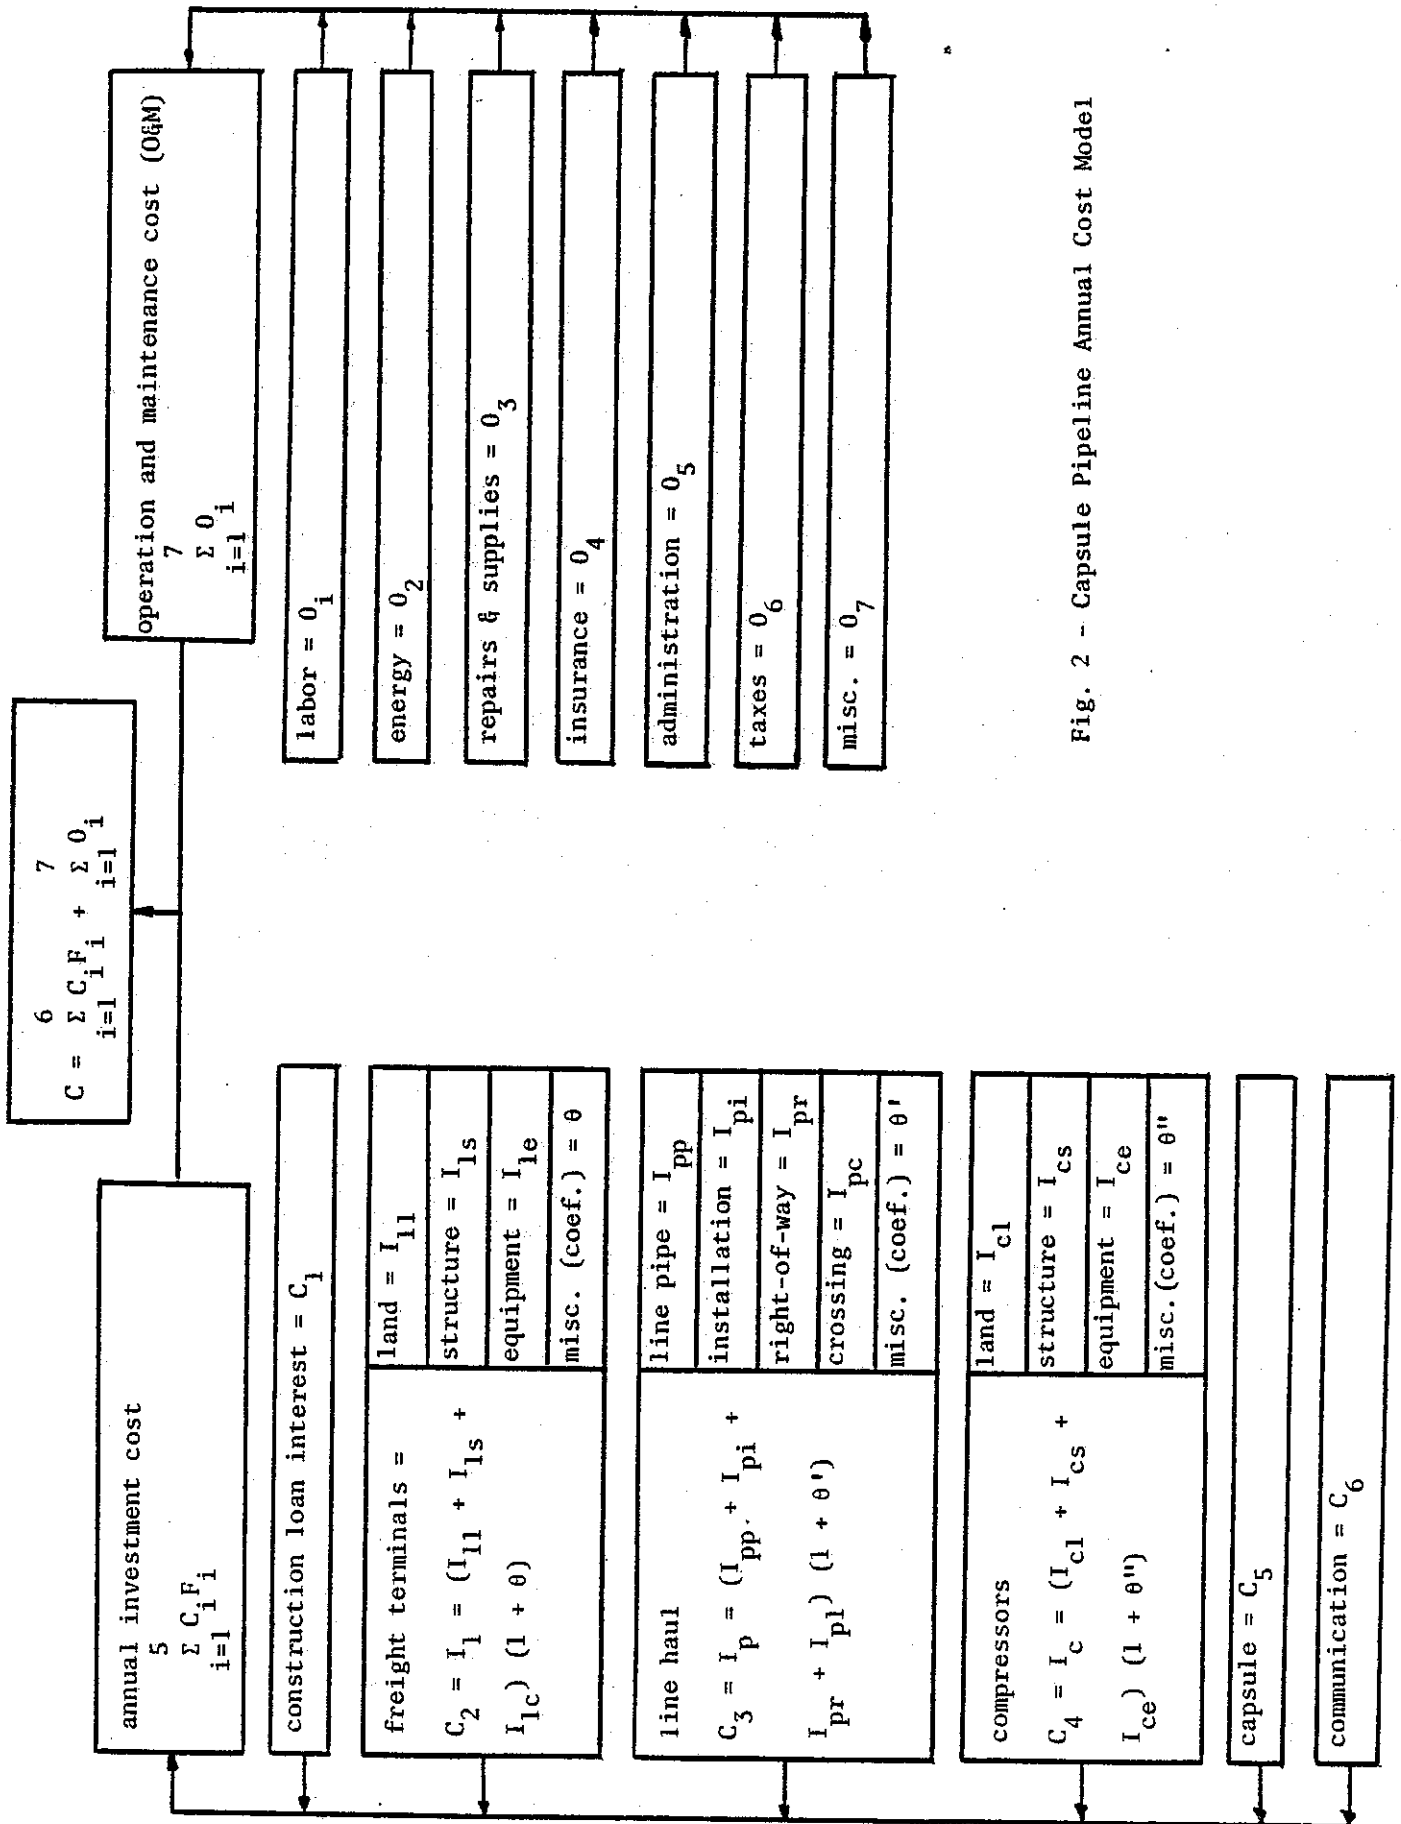 6 7
C = Σ C_i F_i + Σ O_i
i=1 i=1
annual investment cost
5
Σ C_i F_i
i=1
construction loan interest = C_1
freight terminals =
C_2 = I_1 = (I_11 + I_1s +
I_1c) (1 + θ)
land = I_11
structure = I_1s
equipment = I_1e
misc. (coef.) = θ
line haul
C_3 = I_p = (I_pp + I_pi +
I_pr + I_pl) (1 + θ')
line pipe = I_pp
installation = I_pi
right-of-way = I_pr
crossing = I_pc
misc. (coef.) = θ'
compressors
C_4 = I_c = (I_cl + I_cs +
I_ce) (1 + θ")
land = I_cl
structure = I_cs
equipment = I_ce
misc.(coef.) = θ"
capsule = C_5
communication = C_6
operation and maintenance cost (O&M)
7
Σ O_i
i=1
labor = O_i
energy = O_2
repairs & supplies = O_3
insurance = O_4
administration = O_5
taxes = O_6
misc. = O_7
Fig. 2 - Capsule Pipeline Annual Cost Model